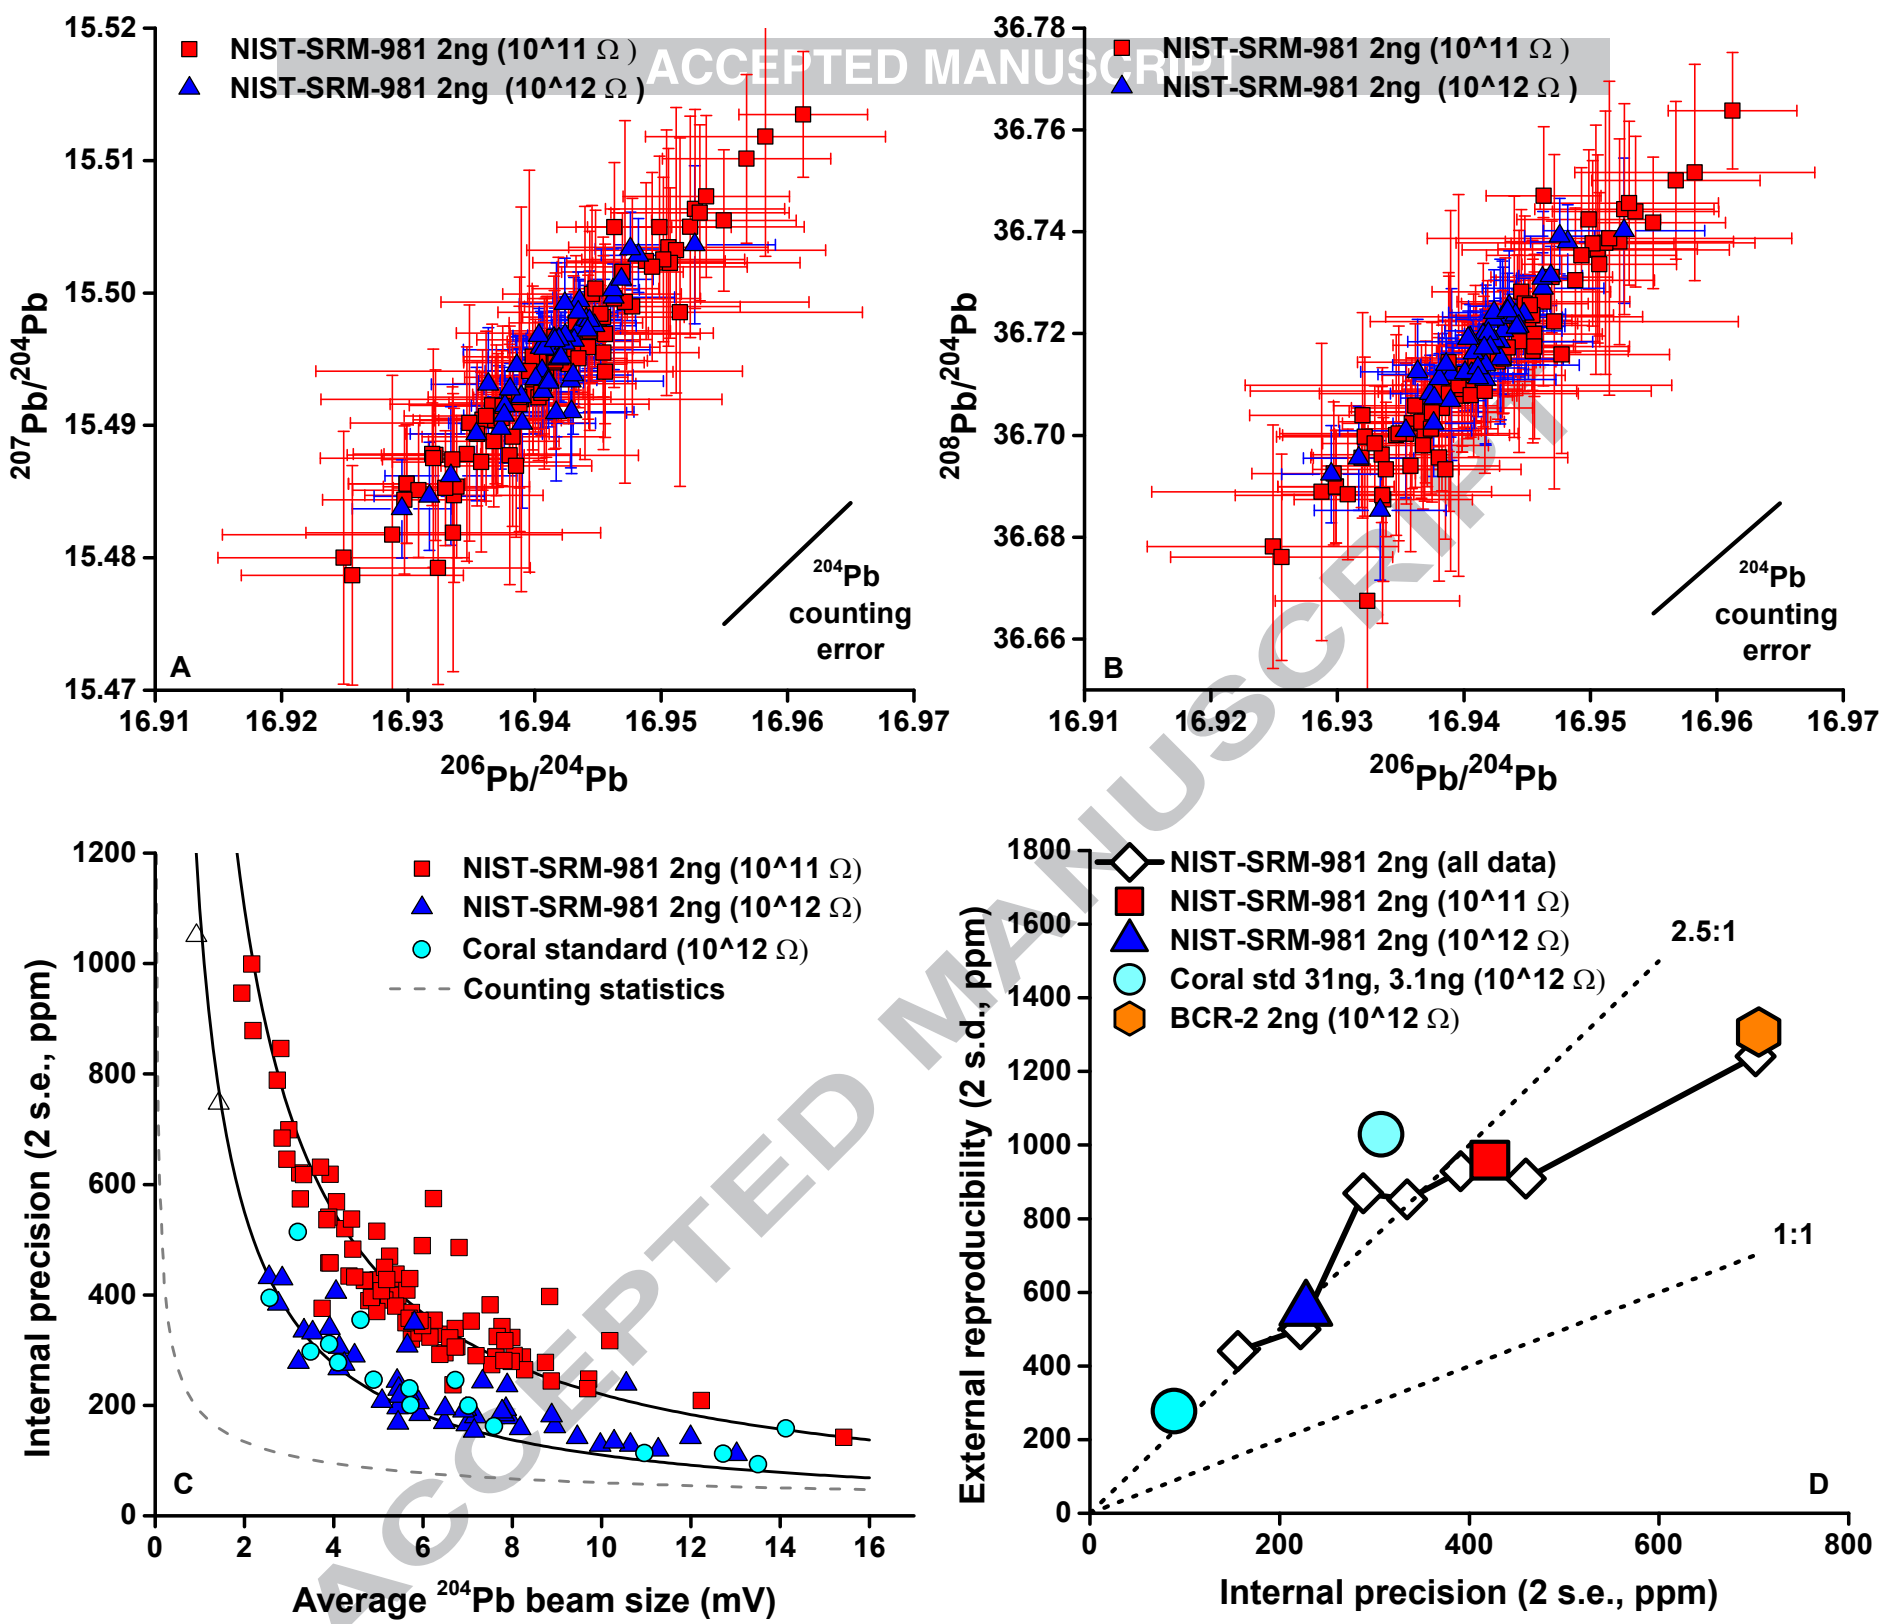 ACCEPTED MANUSCRIPT
15.52
15.51
15.50
15.49
15.48
15.47
²⁰⁷Pb/²⁰⁴Pb
NIST-SRM-981 2ng (10^11 Ω )
NIST-SRM-981 2ng (10^12 Ω )
²⁰⁴Pb
counting
error
A
16.91 16.92 16.93 16.94 16.95 16.96 16.97
²⁰⁶Pb/²⁰⁴Pb
36.78
36.76
36.74
36.72
36.70
36.68
36.66
²⁰⁸Pb/²⁰⁴Pb
NIST-SRM-981 2ng (10^11 Ω )
NIST-SRM-981 2ng (10^12 Ω )
²⁰⁴Pb
counting
error
B
16.91 16.92 16.93 16.94 16.95 16.96 16.97
²⁰⁶Pb/²⁰⁴Pb
1200
1000
800
600
400
200
0
Internal precision (2 s.e., ppm)
NIST-SRM-981 2ng (10^11 Ω)
NIST-SRM-981 2ng (10^12 Ω)
Coral standard (10^12 Ω)
Counting statistics
C
0 2 4 6 8 10 12 14 16
Average ²⁰⁴Pb beam size (mV)
1800
1600
1400
1200
1000
800
600
400
200
0
External reproducibility (2 s.d., ppm)
NIST-SRM-981 2ng (all data)
NIST-SRM-981 2ng (10^11 Ω)
NIST-SRM-981 2ng (10^12 Ω)
Coral std 31ng, 3.1ng (10^12 Ω)
BCR-2 2ng (10^12 Ω)
2.5:1
1:1
D
0 200 400 600 800
Internal precision (2 s.e., ppm)
ACCEPTED MANUSCRIPT